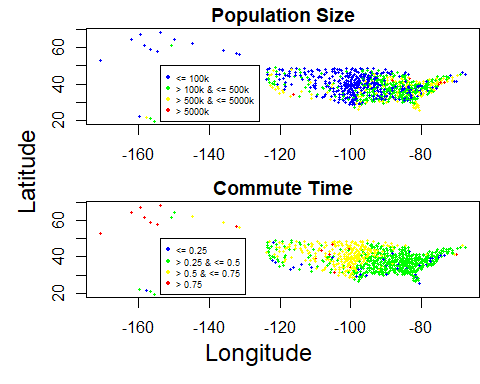 Population Size
60
40
20
<= 100k
> 100k & <= 500k
> 500k & <= 5000k
> 5000k
-160
-140
-120
-100
-80
Latitude
Commute Time
60
40
20
<= 0.25
> 0.25 & <= 0.5
> 0.5 & <= 0.75
> 0.75
-160
-140
-120
-100
-80
Longitude